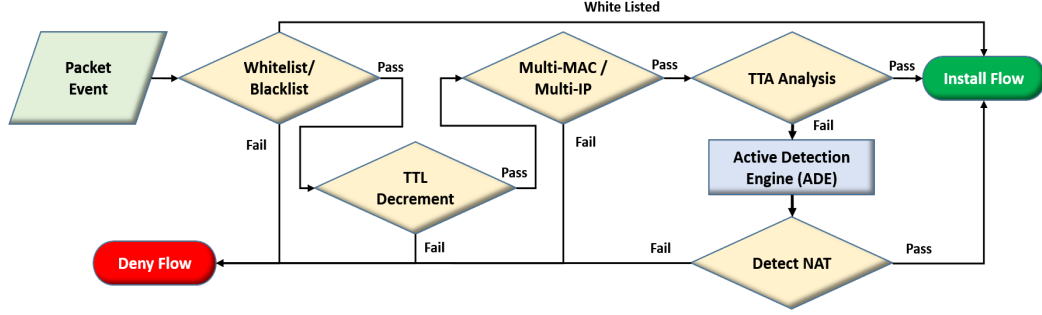 White Listed
Packet
Event
Whitelist/
Blacklist
Pass
Fail
TTL
Decrement
Pass
Fail
Multi-MAC /
Multi-IP
Pass
Fail
TTA Analysis
Pass
Fail
Install Flow
Active Detection
Engine (ADE)
Detect NAT
Pass
Fail
Deny Flow